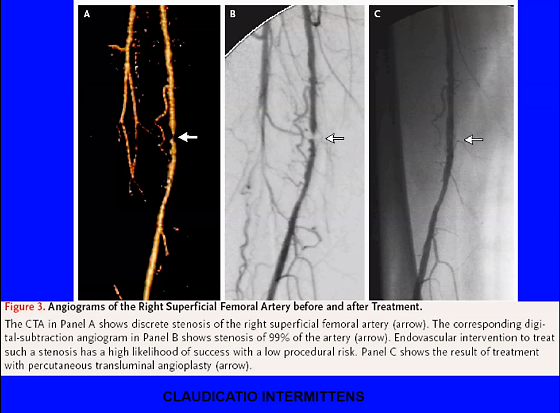 A
B
C
Figure 3. Angiograms of the Right Superficial Femoral Artery before and after Treatment.
The CTA in Panel A shows discrete stenosis of the right superficial femoral artery (arrow). The corresponding digi-
tal-subtraction angiogram in Panel B shows stenosis of 99% of the artery (arrow). Endovascular intervention to treat
such a stenosis has a high likelihood of success with a low procedural risk. Panel C shows the result of treatment
with percutaneous transluminal angioplasty (arrow).
CLAUDICATIO INTERMITTENS